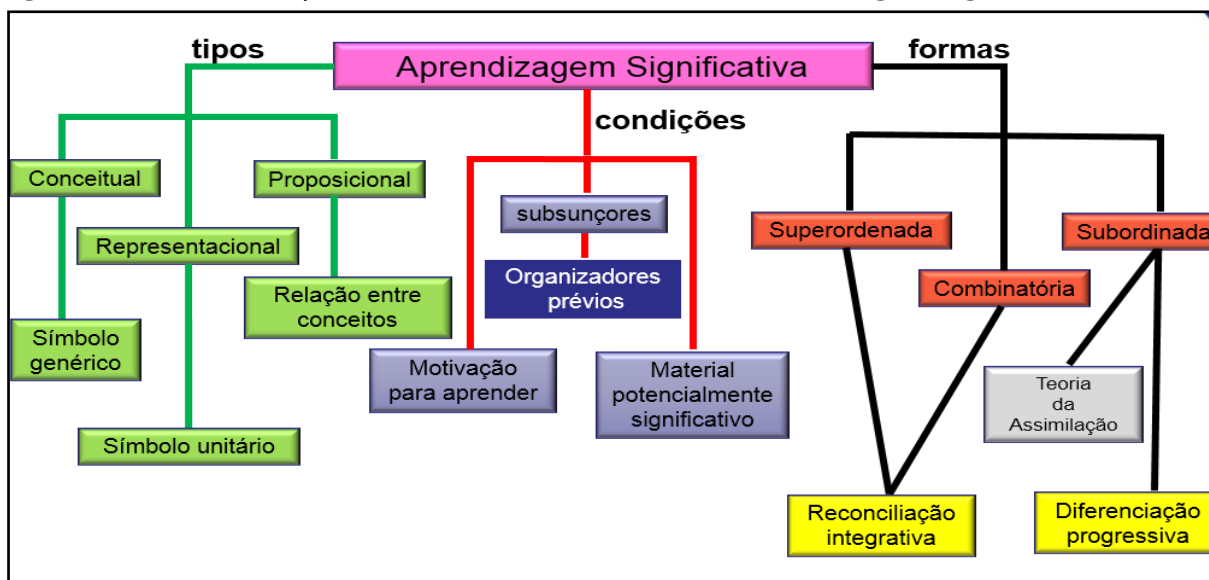 tipos
Aprendizagem Significativa
formas
condições
Conceitual
Proposicional
Representacional
Símbolo
genérico
Relação entre
conceitos
Símbolo unitário
subsunçores
Organizadores
prévios
Motivação
para aprender
Material
potencialmente
significativo
Superordenada
Subordinada
Combinatória
Teoria
da
Assimilação
Reconciliação
integrativa
Diferenciação
progressiva